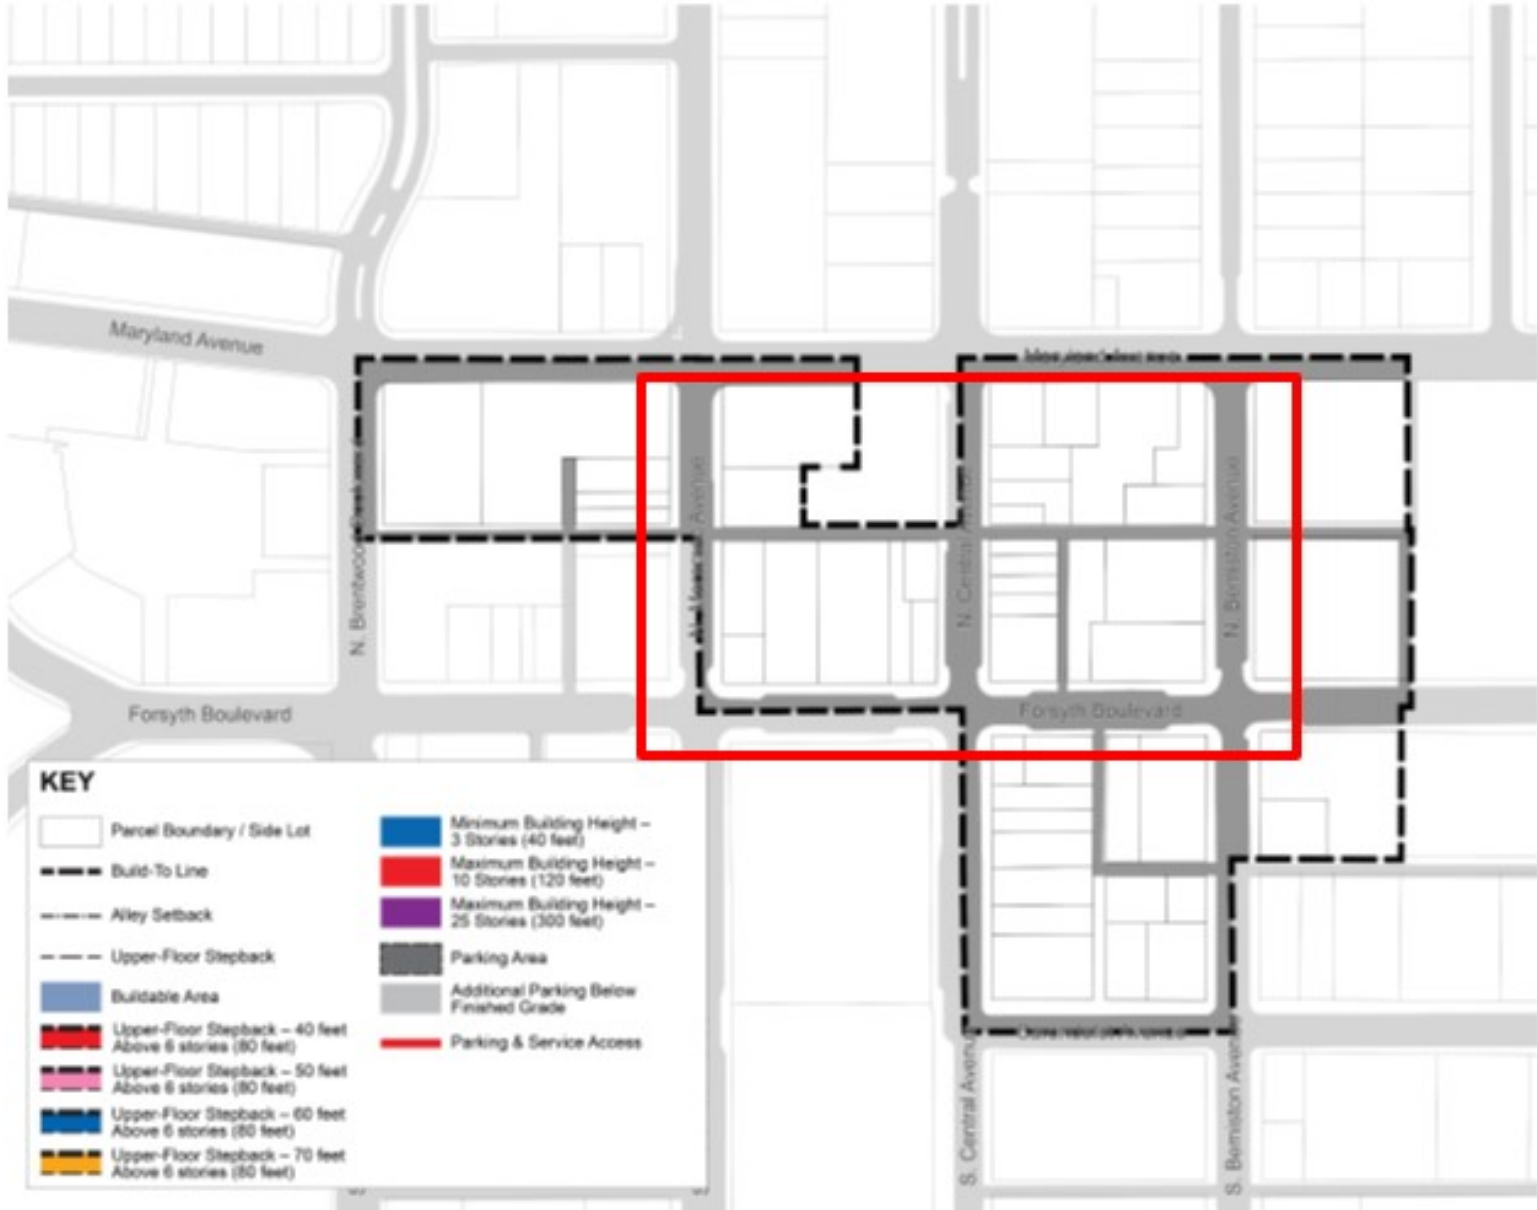 Maryland Avenue
Maryland Avenue
N. Central Avenue
N. Bemiston Avenue
Avenue
N. Brentwood
Forsyth Boulevard
Forsyth Boulevard
KEY
Parcel Boundary / Side Lot
Build-To Line
Alley Setback
Upper-Floor Stepback
Buildable Area
Upper-Floor Stepback – 40 feet
Above 6 stories (80 feet)
Upper-Floor Stepback – 50 feet
Above 6 stories (80 feet)
Upper-Floor Stepback – 60 feet
Above 6 stories (80 feet)
Upper-Floor Stepback – 70 feet
Above 6 stories (80 feet)
Minimum Building Height –
3 Stories (40 feet)
Maximum Building Height –
10 Stories (120 feet)
Maximum Building Height –
25 Stories (300 feet)
Parking Area
Additional Parking Below
Finished Grade
Parking & Service Access
S. Central Avenue
S. Bemiston Avenue